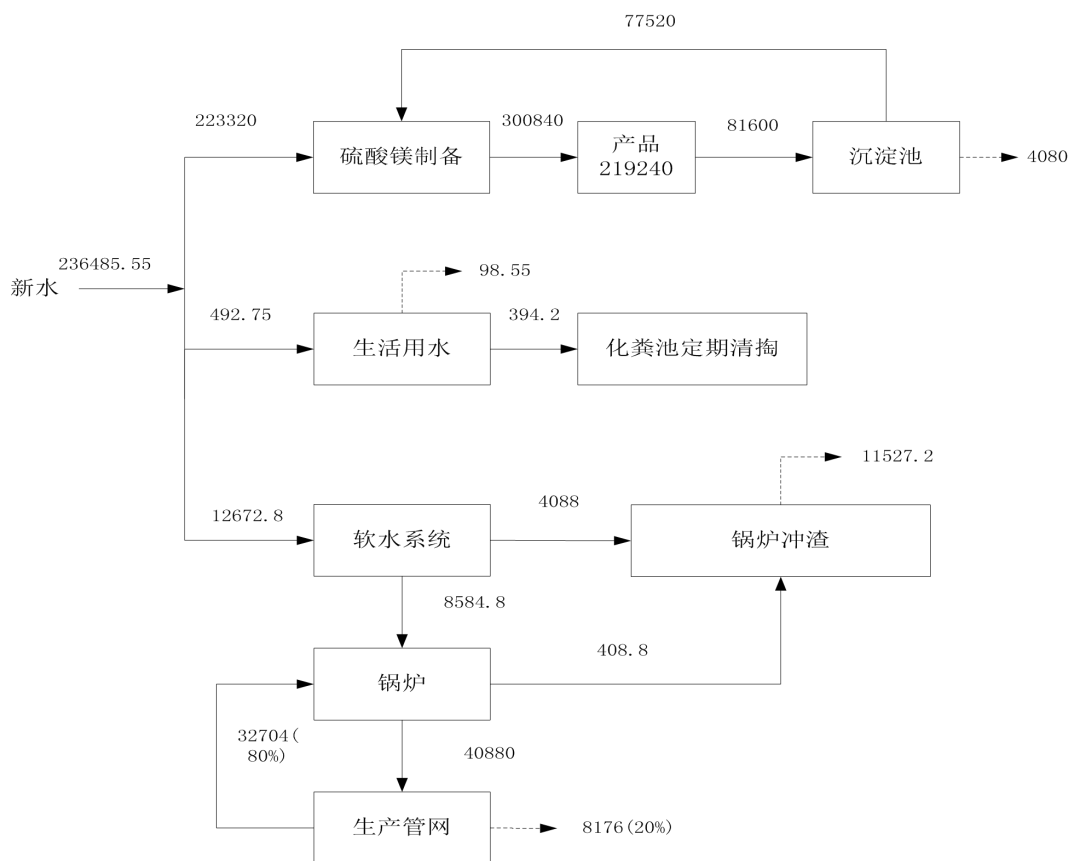 77520
223320
硫酸镁制备
300840
产品
219240
81600
沉淀池
4080
新水
236485.55
98.55
492.75
生活用水
394.2
化粪池定期清掏
11527.2
12672.8
软水系统
4088
锅炉冲渣
8584.8
锅炉
408.8
32704(
80%)
40880
生产管网
8176(20%)